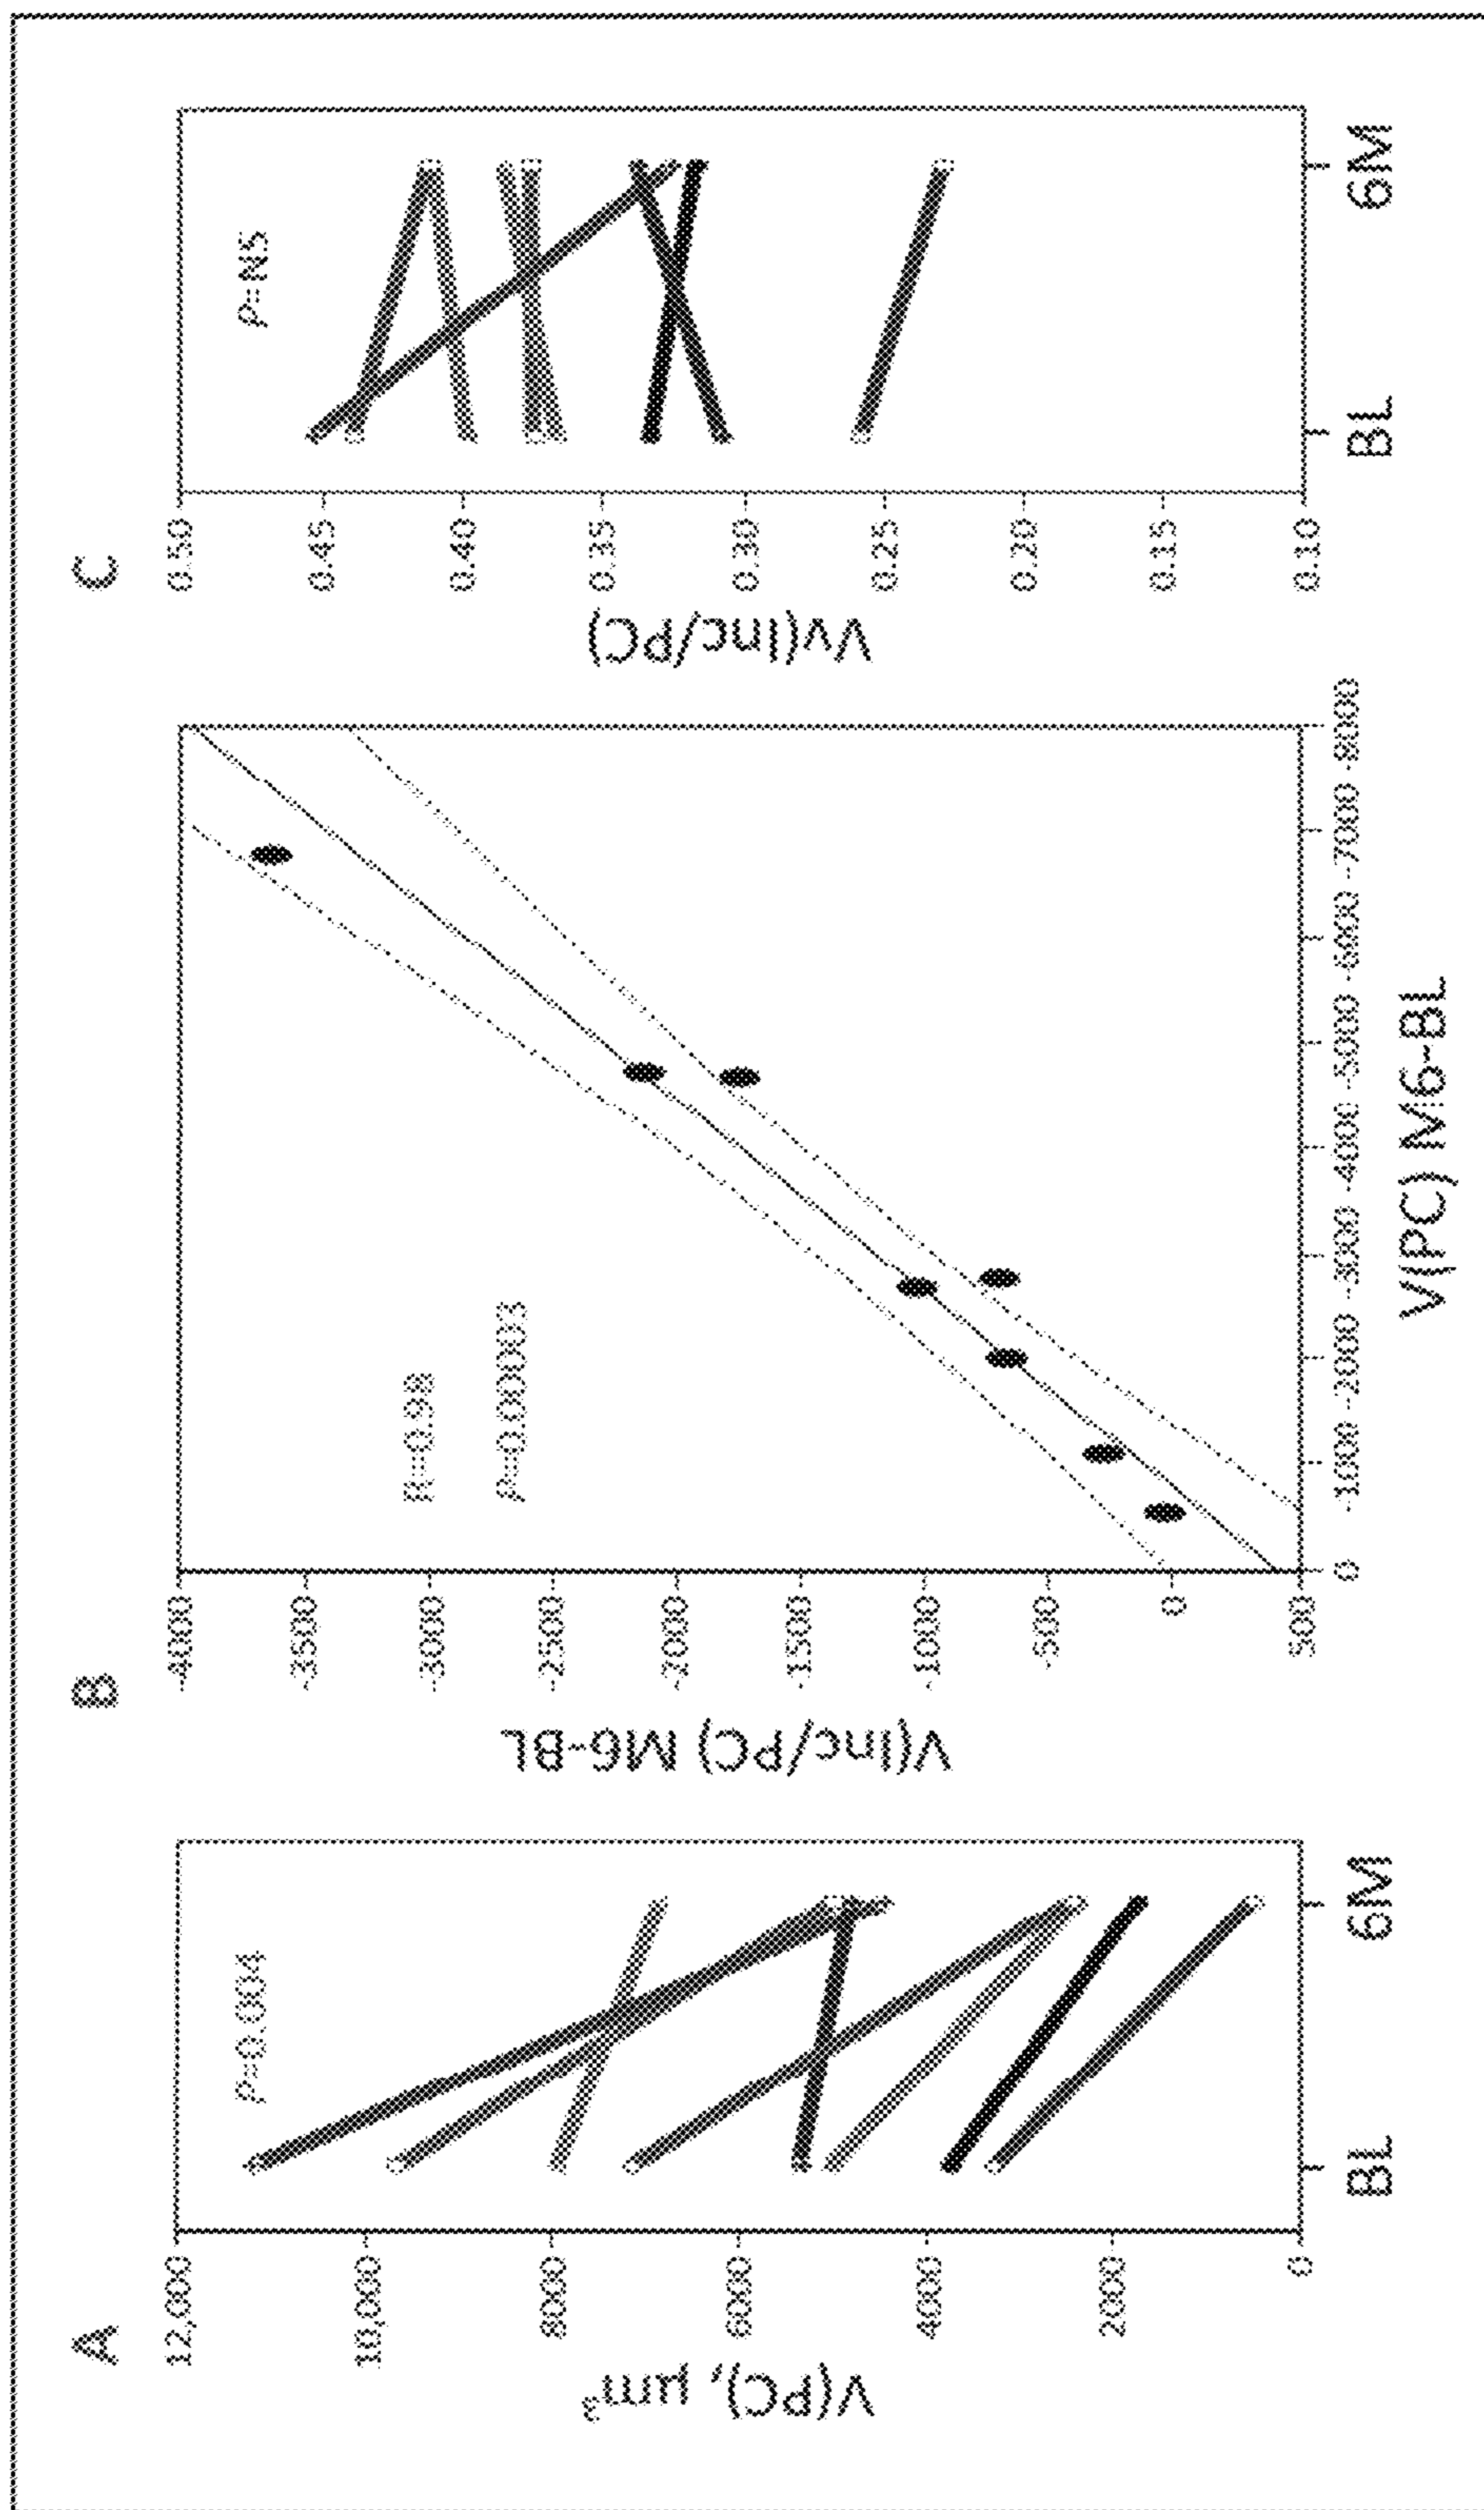 A
P=0.004
12,000
10,000
8000
6000
4000
2000
0
V(PC), μm³
BL
6M
B
R=0.98
P=0.00003
-4000
-3500
-3000
-2500
-2000
-1500
-1000
-500
0
500
V(Inc/PC) M6-BL
0 -1000 -2000 -3000 -4000 -5000 -6000 -7000 -8000
V(PC) M6-BL
C
P=NS
0.50
0.45
0.40
0.35
0.30
0.25
0.20
0.15
0.10
Vv(Inc/PC)
BL
6M